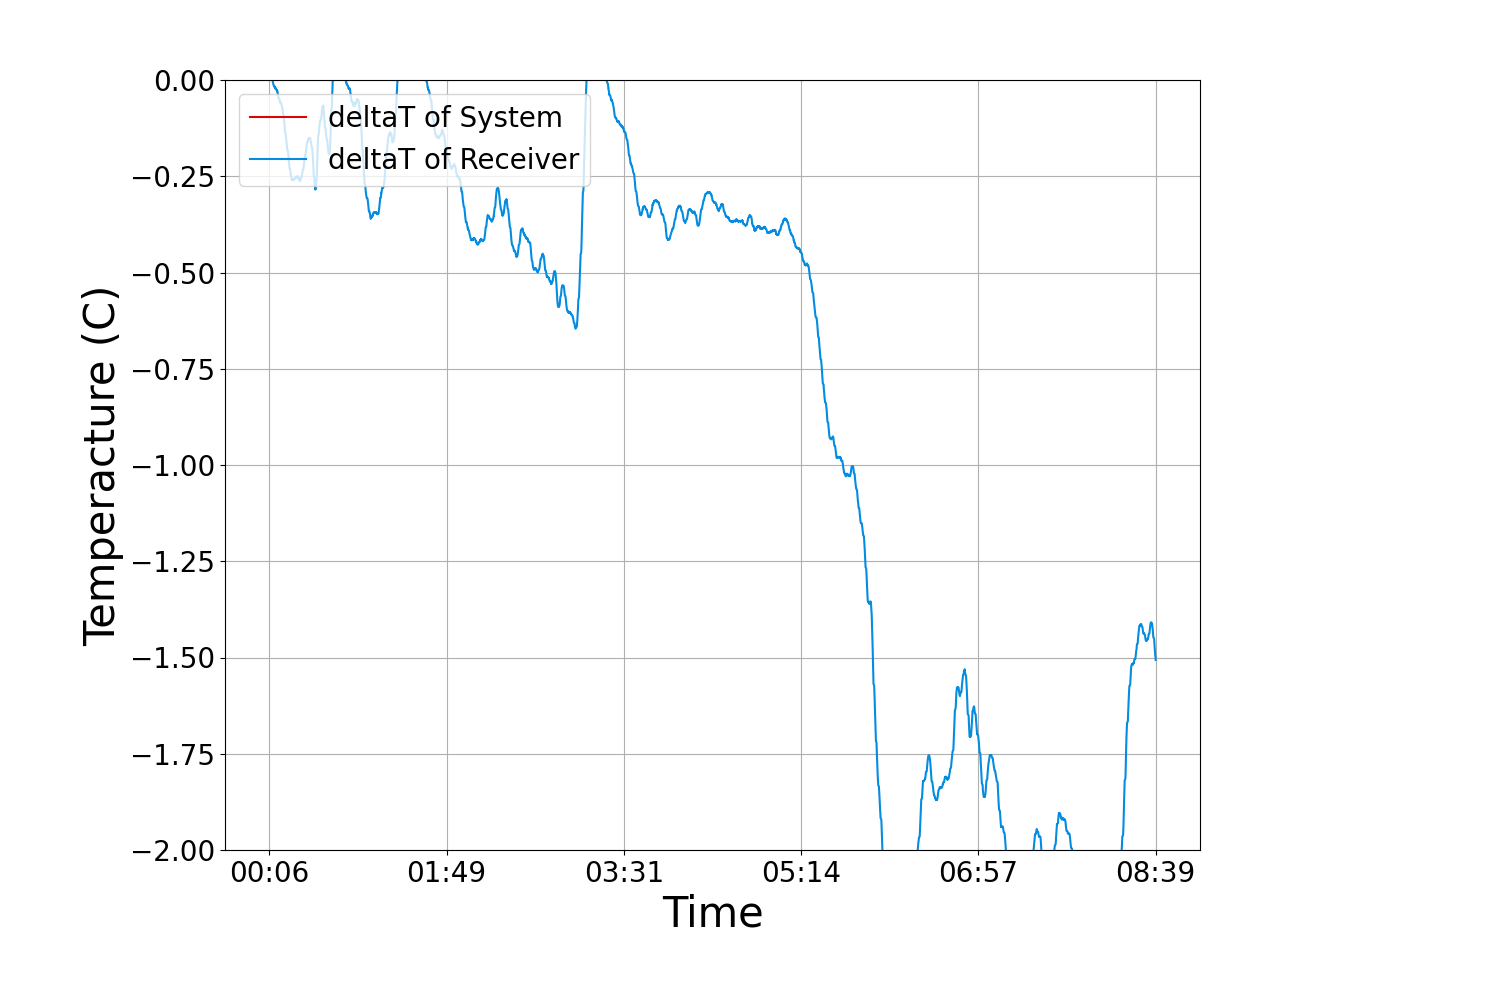 0.00
−0.25
−0.50
−0.75
−1.00
−1.25
−1.50
−1.75
−2.00
Temperacture (C)
deltaT of System
deltaT of Receiver
00:06 01:49 03:31 05:14 06:57 08:39
Time